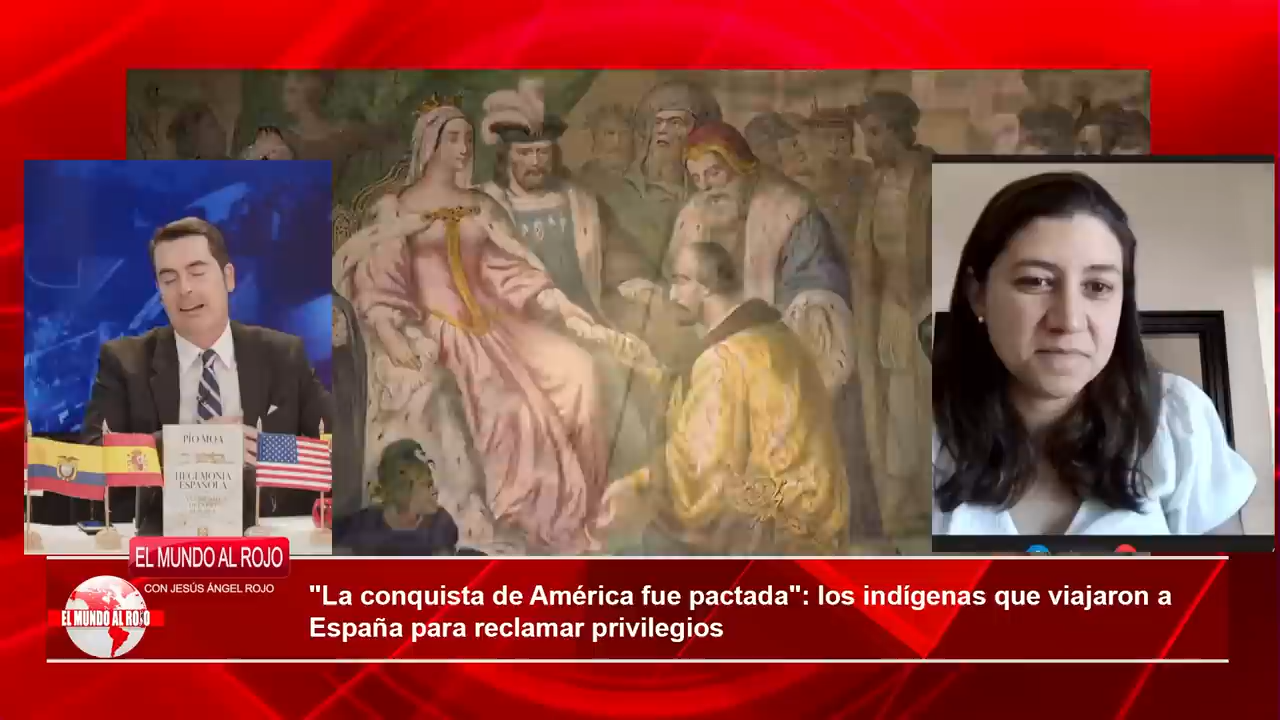 PÍO MOA
HEGEMONÍA
ESPAÑOLA
EL MUNDO AL ROJO
CON JESÚS ÁNGEL ROJO
EL MUNDO AL ROJO
"La conquista de América fue pactada": los indígenas que viajaron a
España para reclamar privilegios